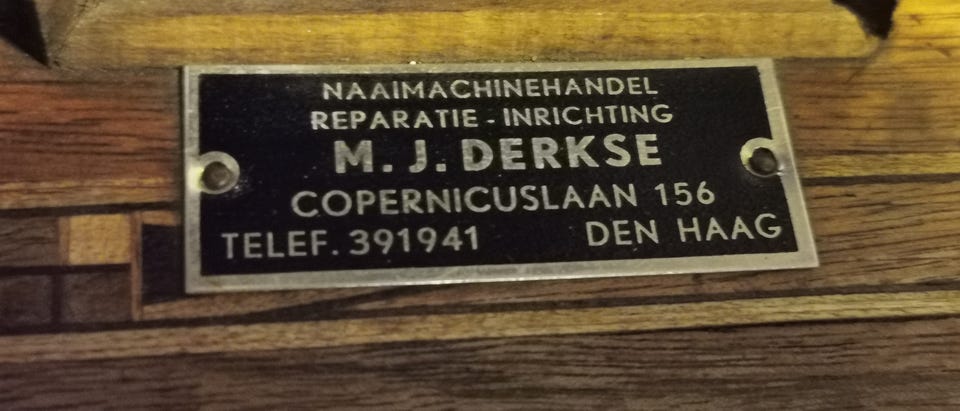 NAAIMACHINEHANDEL
REPARATIE - INRICHTING
M. J. DERKSE
COPERNICUSLAAN 156
TELEF. 391941 DEN HAAG